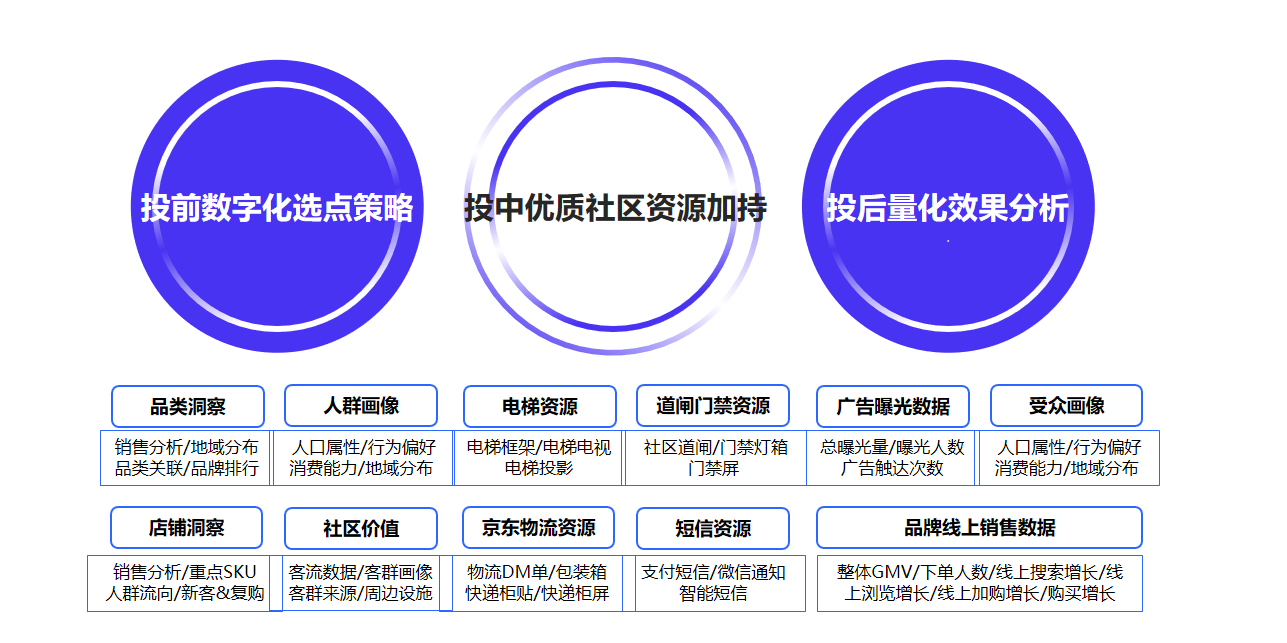 投前数字化选点策略
投中优质社区资源加持
投后量化效果分析
品类洞察
销售分析/地域分布
品类关联/品牌排行
人群画像
人口属性/行为偏好
消费能力/地域分布
电梯资源
电梯框架/电梯电视
电梯投影
道闸门禁资源
社区道闸/门禁灯箱
门禁屏
广告曝光数据
总曝光量/曝光人数
广告触达次数
受众画像
人口属性/行为偏好
消费能力/地域分布
店铺洞察
销售分析/重点SKU
人群流向/新客&复购
社区价值
客流数据/客群画像
客群来源/周边设施
京东物流资源
物流DM单/包装箱
快递柜贴/快递柜屏
短信资源
支付短信/微信通知
智能短信
品牌线上销售数据
整体GMV/下单人数/线上搜索增长/线
上浏览增长/线上加购增长/购买增长